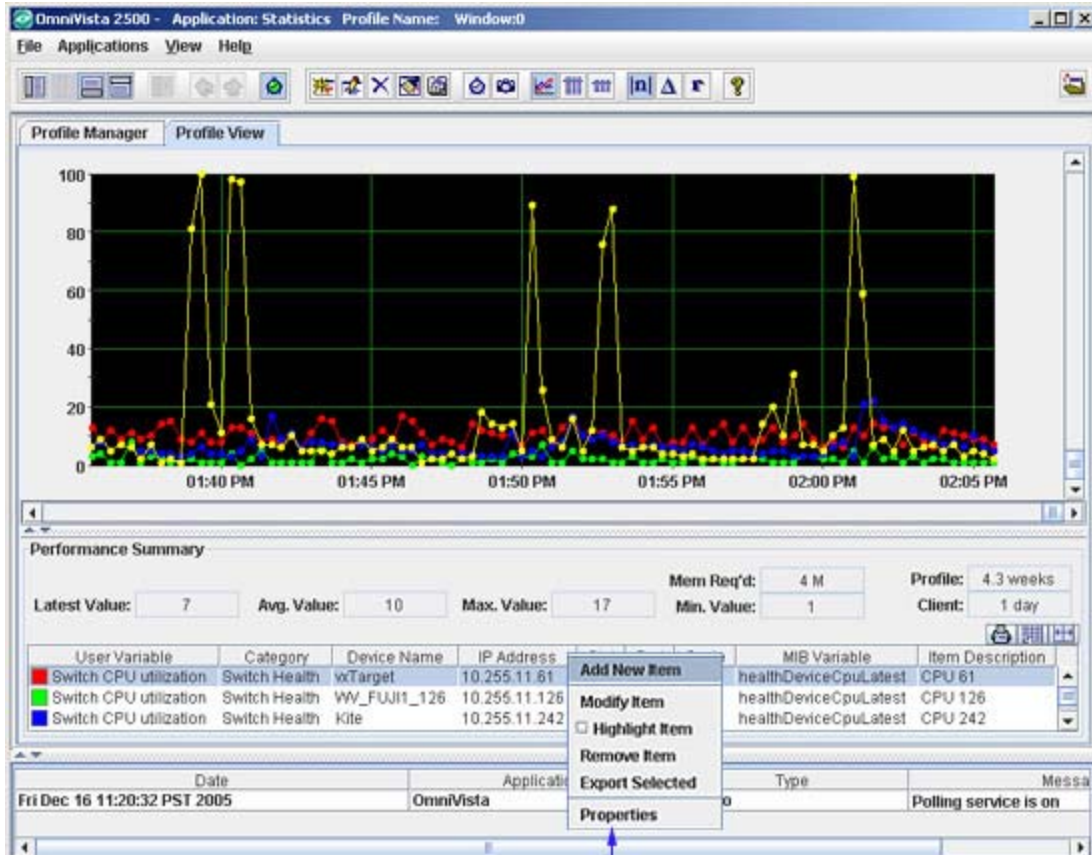 OmniVista 2500 - Application: Statistics Profile Name: Window:0
File Applications View Help
Profile Manager Profile View
100
80
60
40
20
0
01:40 PM 01:45 PM 01:50 PM 01:55 PM 02:00 PM 02:05 PM
Performance Summary
Mem Req'd: 4 M Profile: 4.3 weeks
Latest Value: 7 Avg. Value: 10 Max. Value: 17 Min. Value: 1 Client: 1 day
User Variable Category Device Name IP Address MIB Variable Item Description
Switch CPU utilization Switch Health vxTarget 10.255.11.61 healthDeviceCpuLatest CPU 61
Switch CPU utilization Switch Health WV_FUJI1_126 10.255.11.126 healthDeviceCpuLatest CPU 126
Switch CPU utilization Switch Health Kite 10.255.11.242 healthDeviceCpuLatest CPU 242
Add New Item
Modify Item
Highlight Item
Remove Item
Export Selected
Properties
Date Applicatio Type Messa
Fri Dec 16 11:20:32 PST 2005 OmniVista o Polling service is on